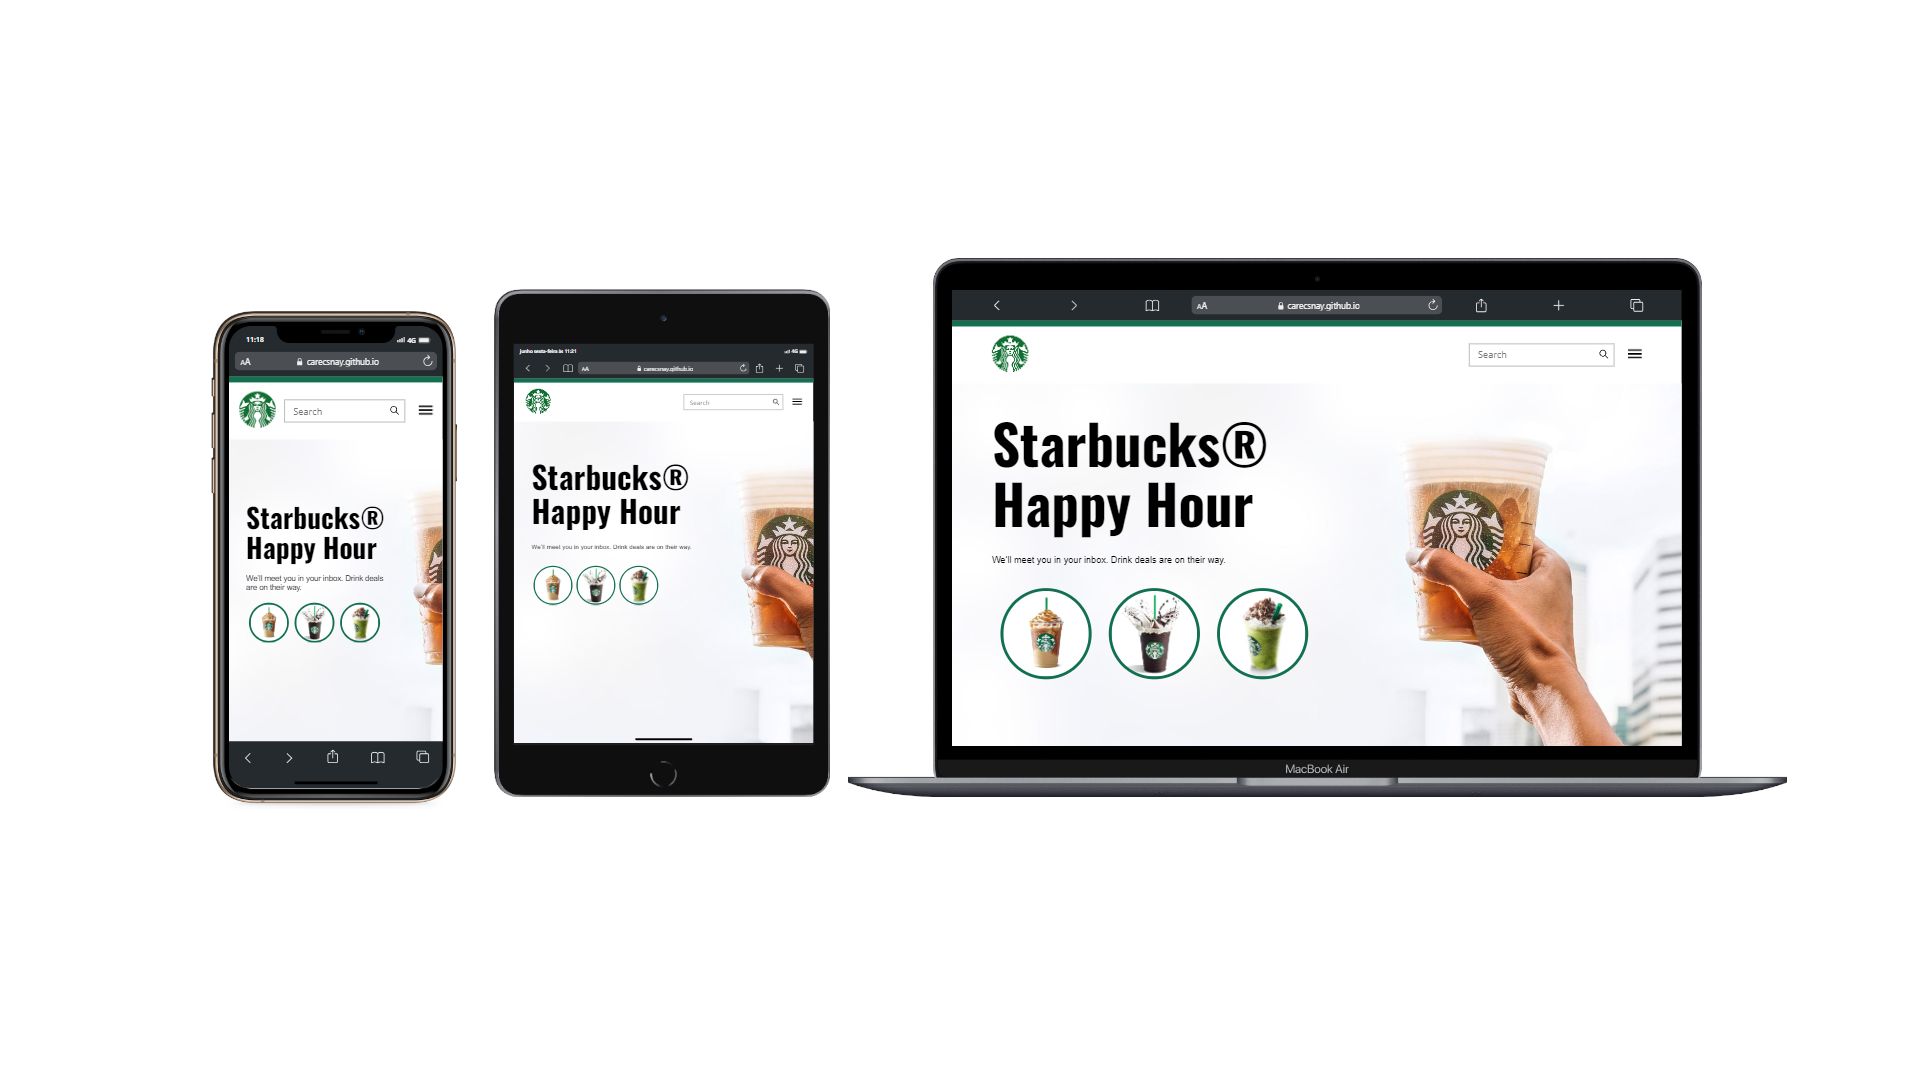 11:18
4G
AA
carecsnay.github.io
Search
Starbucks®
Happy Hour
We'll meet you in your inbox. Drink deals
are on their way.
junho sexta-feira às 11:21
4G
AA
carecsnay.github.io
Search
Starbucks®
Happy Hour
We'll meet you in your inbox. Drink deals are on their way.
AA
carecsnay.github.io
Search
Starbucks®
Happy Hour
We'll meet you in your inbox. Drink deals are on their way.
MacBook Air